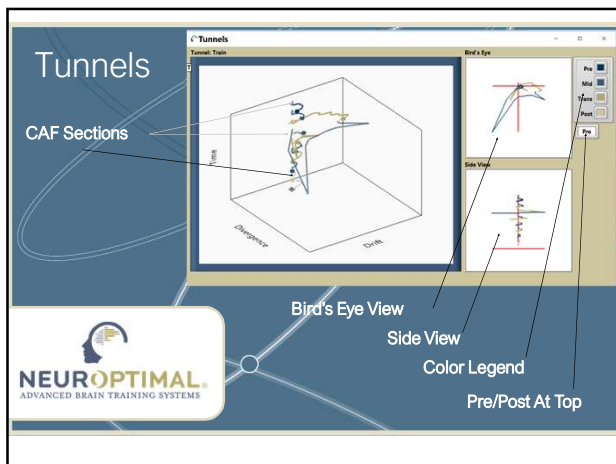 Tunnels
CAF Sections
Tunnels
Tunnel: Train
Time
Divergence
Drift
Bird's Eye
Side View
Pre
Mid
Trans
Post
Pre
Bird's Eye View
Side View
Color Legend
Pre/Post At Top
NEUROPTIMAL®
ADVANCED BRAIN TRAINING SYSTEMS